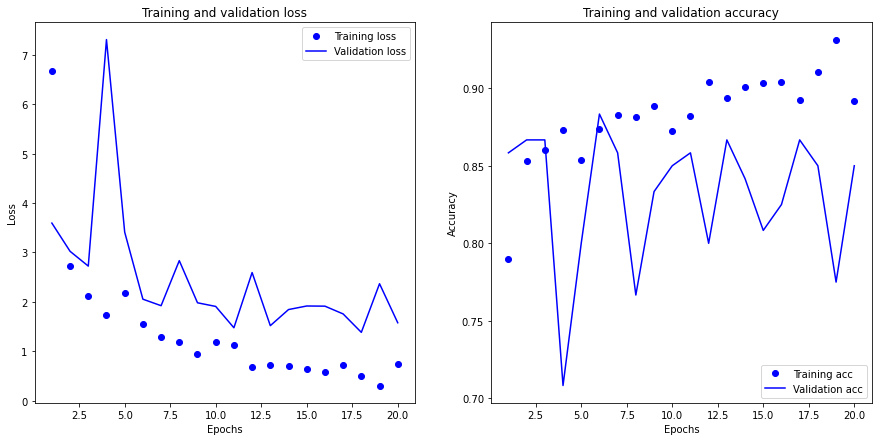 Training and validation loss
Training loss
Validation loss
7
6
5
4
3
2
1
0
Loss
2.5 5.0 7.5 10.0 12.5 15.0 17.5 20.0
Epochs
Training and validation accuracy
0.90
0.85
0.80
0.75
0.70
Accuracy
Training acc
Validation acc
2.5 5.0 7.5 10.0 12.5 15.0 17.5 20.0
Epochs